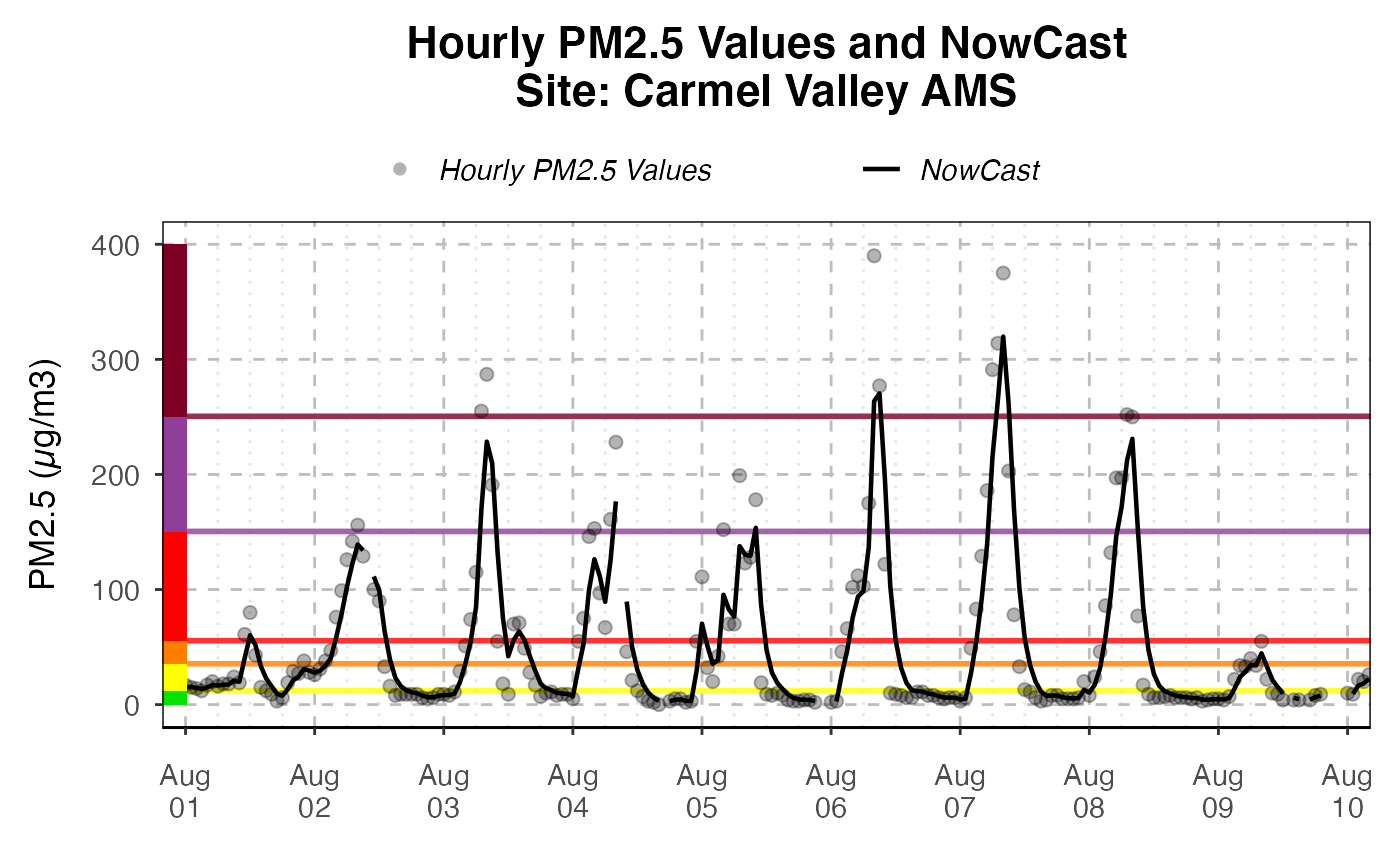 Hourly PM2.5 Values and NowCast
Site: Carmel Valley AMS
Hourly PM2.5 Values NowCast
PM2.5 (μg/m3)
400
300
200
100
0
Aug Aug Aug Aug Aug Aug Aug Aug Aug Aug
01 02 03 04 05 06 07 08 09 10